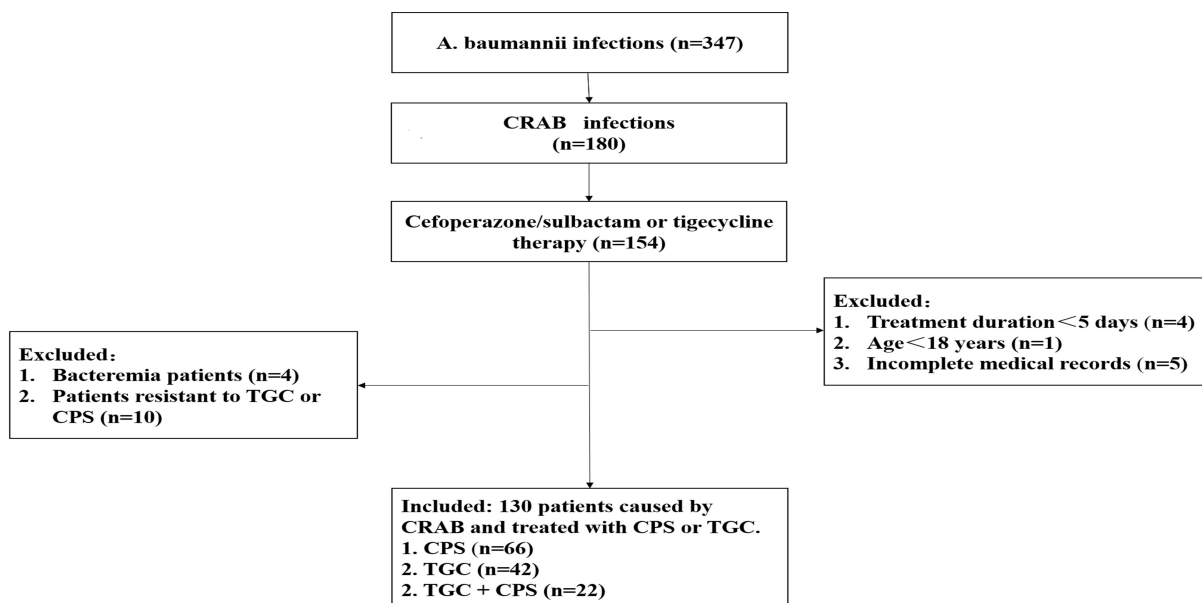 A. baumannii infections (n=347)
CRAB infections
(n=180)
Cefoperazone/sulbactam or tigecycline
therapy (n=154)
Excluded：
1. Treatment duration＜5 days (n=4)
2. Age＜18 years (n=1)
3. Incomplete medical records (n=5)
Excluded：
1. Bacteremia patients (n=4)
2. Patients resistant to TGC or
CPS (n=10)
Included: 130 patients caused by
CRAB and treated with CPS or TGC.
1. CPS (n=66)
2. TGC (n=42)
2. TGC + CPS (n=22)